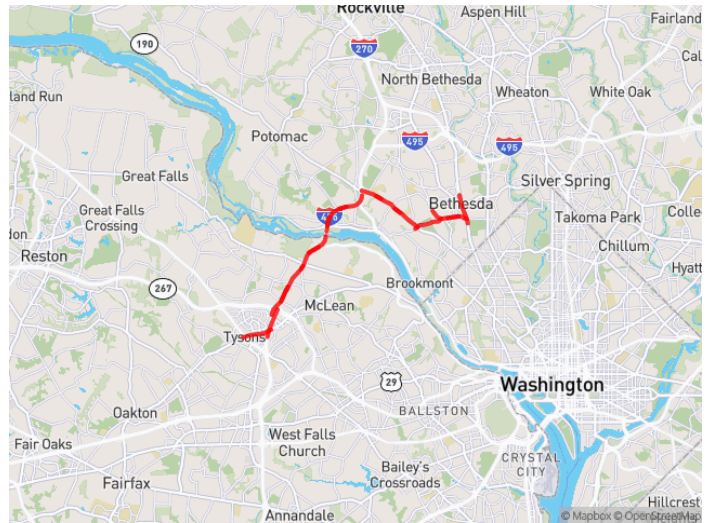 Rockville
Aspen Hill
Fairland
190
270
North Bethesda
Wheaton
White Oak
Potomac
495
495
Great Falls
Silver Spring
Bethesda
Great Falls
Crossing
Takoma Park
Reston
Chillum
267
Brookmont
McLean
Tysons
29
Washington
Oakton
BALLSTON
Fair Oaks
West Falls
Church
CRYSTAL
CITY
Bailey's
Crossroads
Fairfax
Annandale
Hillcrest
© Mapbox © OpenStreetMap